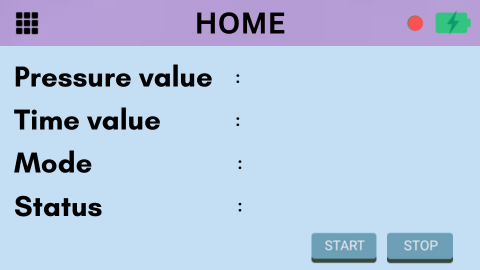 HOME
Pressure value :
Time value :
Mode :
Status :
START STOP